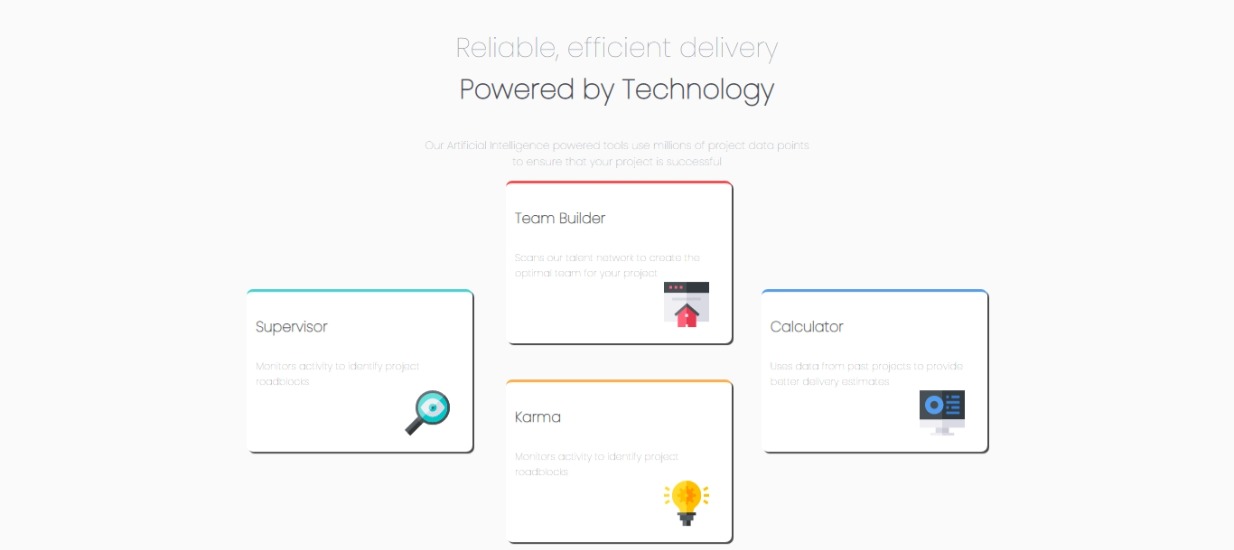 Reliable, efficient delivery
Powered by Technology
Our Artificial Intelligence powered tools use millions of project data points
to ensure that your project is successful
Team Builder
Scans our talent network to create the
optimal team for your project
Supervisor
Monitors activity to identify project
roadblocks
Calculator
Uses data from past projects to provide
better delivery estimates
Karma
Monitors activity to identify project
roadblocks